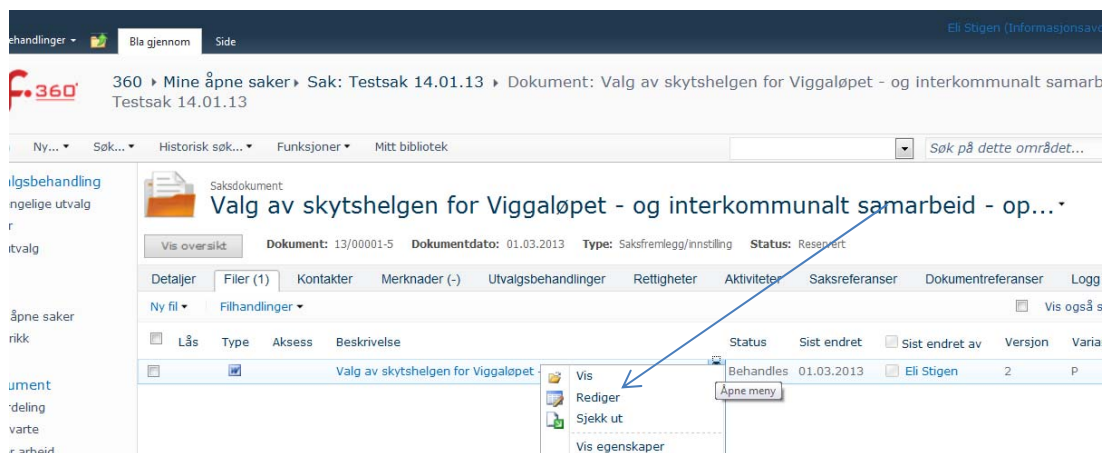 Eli Stigen (Informasjonsavd
ehandlinger
Bla gjennom Side
360
360 Mine åpne saker Sak: Testsak 14.01.13 Dokument: Valg av skytshelgen for Viggaløpet - og interkommunalt samarb
Testsak 14.01.13
Ny... Søk... Historisk søk... Funksjoner Mitt bibliotek Søk på dette området...
algsbehandling
ngelige utvalg
r
utvalg
åpne saker
rikk
ument
rdeling
varte
r arbeid
Saksdokument
Valg av skytshelgen for Viggaløpet - og interkommunalt samarbeid - op...
Vis oversikt Dokument: 13/00001-5 Dokumentdato: 01.03.2013 Type: Saksfremlegg/innstilling Status: Reservert
Detaljer Filer (1) Kontakter Merknader (-) Utvalgsbehandlinger Rettigheter Aktiviteter Saksreferanser Dokumentreferanser Logg
Ny fil Filhandlinger Vis også s
Lås Type Aksess Beskrivelse Status Sist endret Sist endret av Versjon Varia
Valg av skytshelgen for Viggaløpet - Behandles 01.03.2013 Eli Stigen 2 P
Vis
Åpne meny
Rediger
Sjekk ut
Vis egenskaper